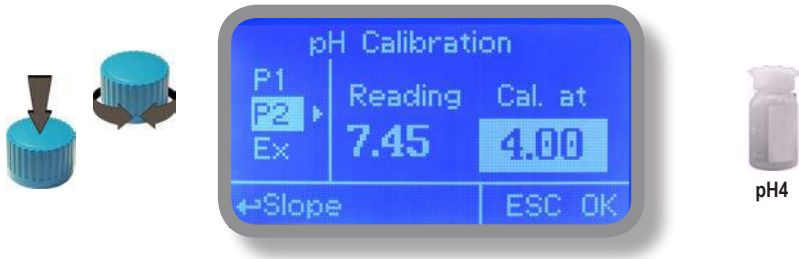 pH Calibration
P1
Reading Cal. at
P2
7.45 4.00
Ex
↩Slope ESC OK
pH4